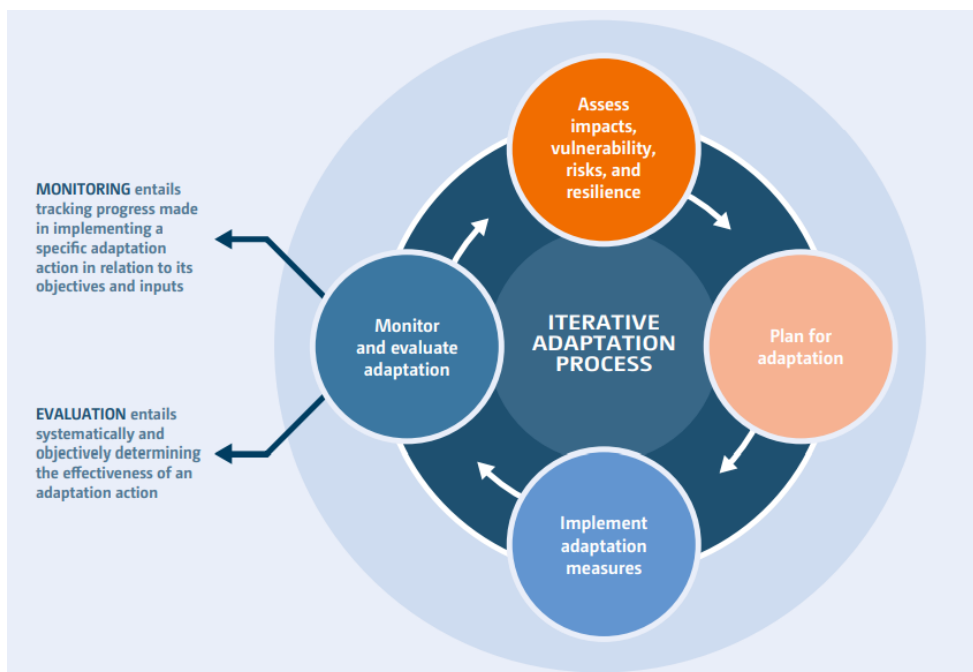 Assess
impacts,
vulnerability,
risks, and
resilience
MONITORING entails
tracking progress made
in implementing a
specific adaptation
action in relation to its
objectives and inputs
Monitor
and evaluate
adaptation
ITERATIVE
ADAPTATION
PROCESS
Plan for
adaptation
EVALUATION entails
systematically and
objectively determining
the effectiveness of an
adaptation action
Implement
adaptation
measures